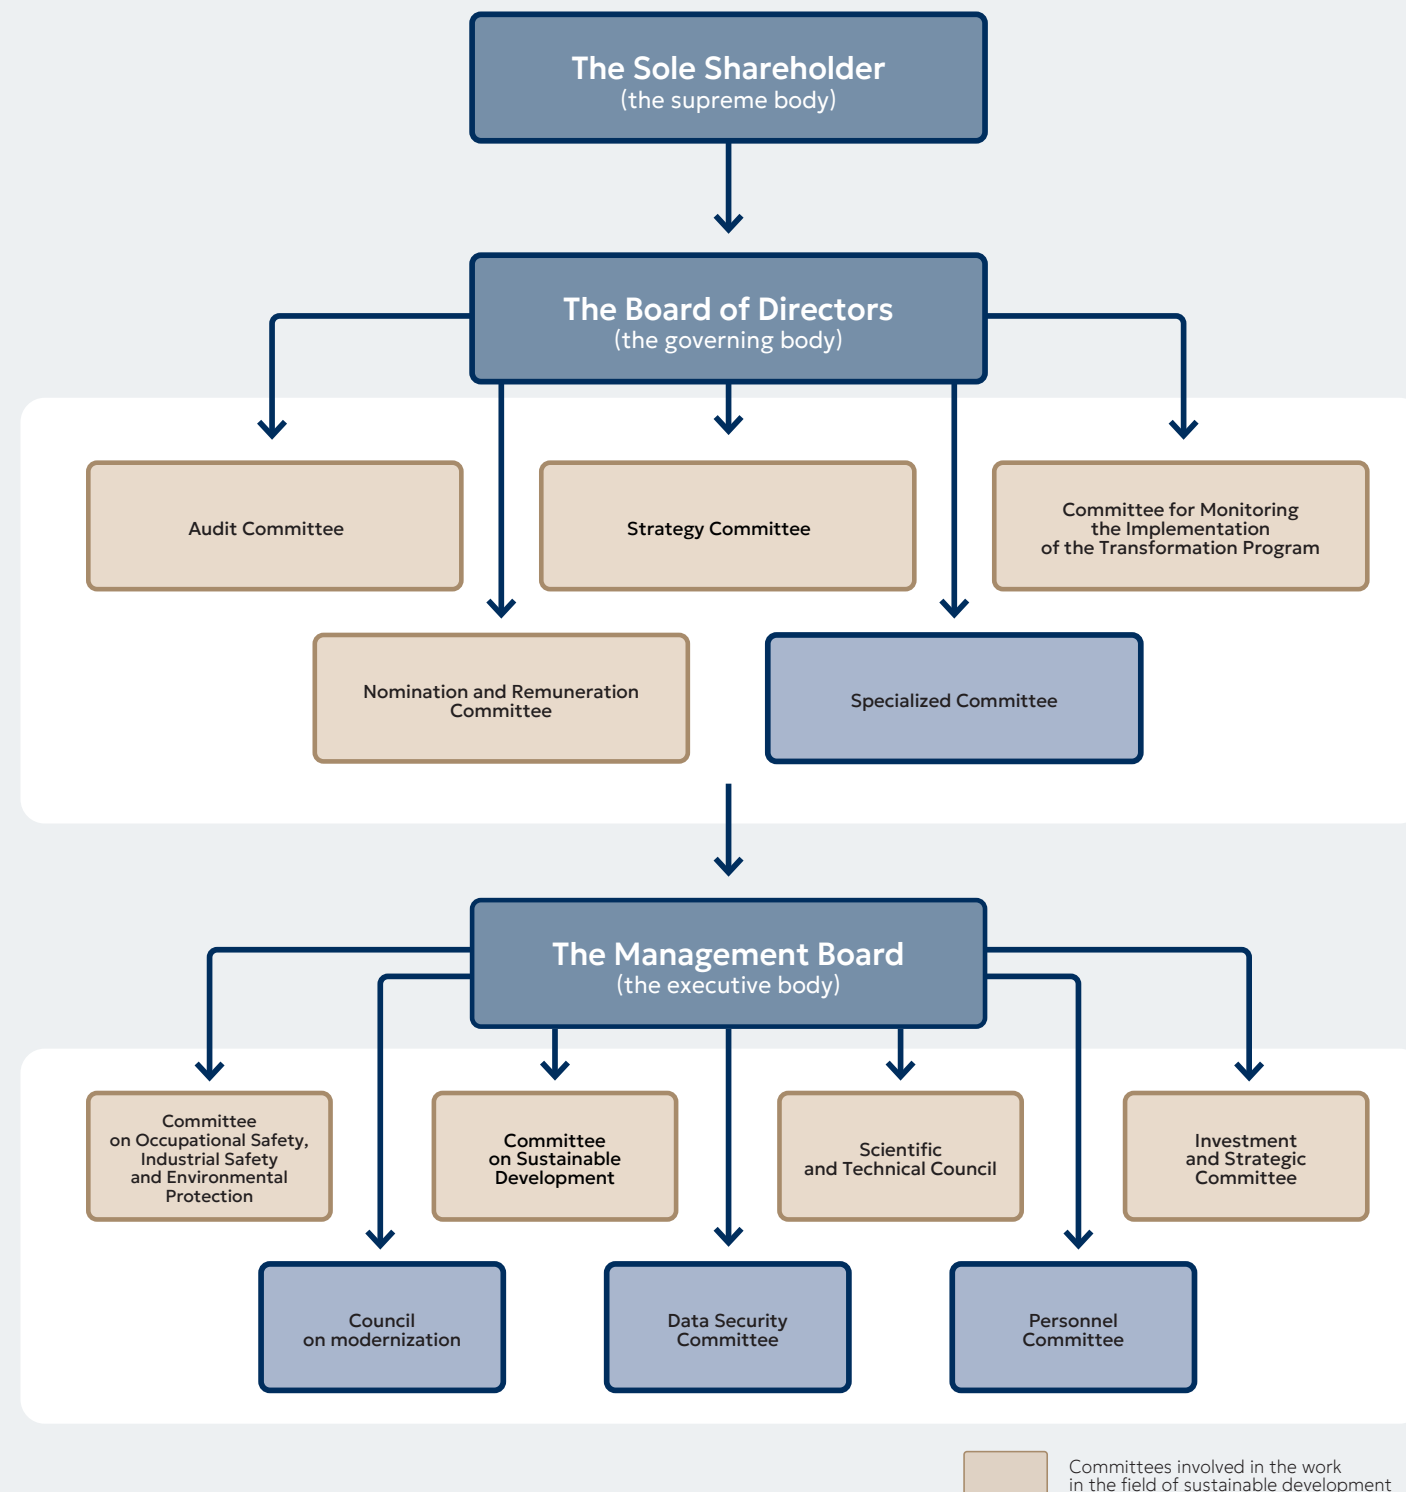 The Sole Shareholder
(the supreme body)
The Board of Directors
(the governing body)
Audit Committee
Strategy Committee
Committee for Monitoring
the Implementation
of the Transformation Program
Nomination and Remuneration
Committee
Specialized Committee
The Management Board
(the executive body)
Committee
on Occupational Safety,
Industrial Safety
and Environmental
Protection
Committee
on Sustainable
Development
Scientific
and Technical Council
Investment
and Strategic
Committee
Council
on modernization
Data Security
Committee
Personnel
Committee
Committees involved in the work
in the field of sustainable development